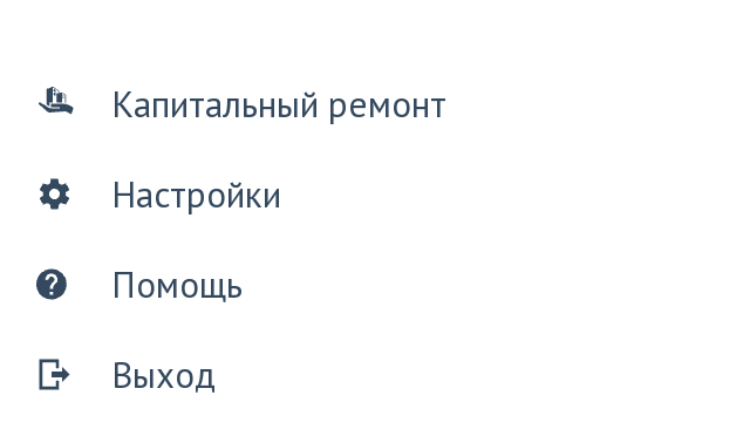 Капитальный ремонт
Настройки
Помощь
Выход